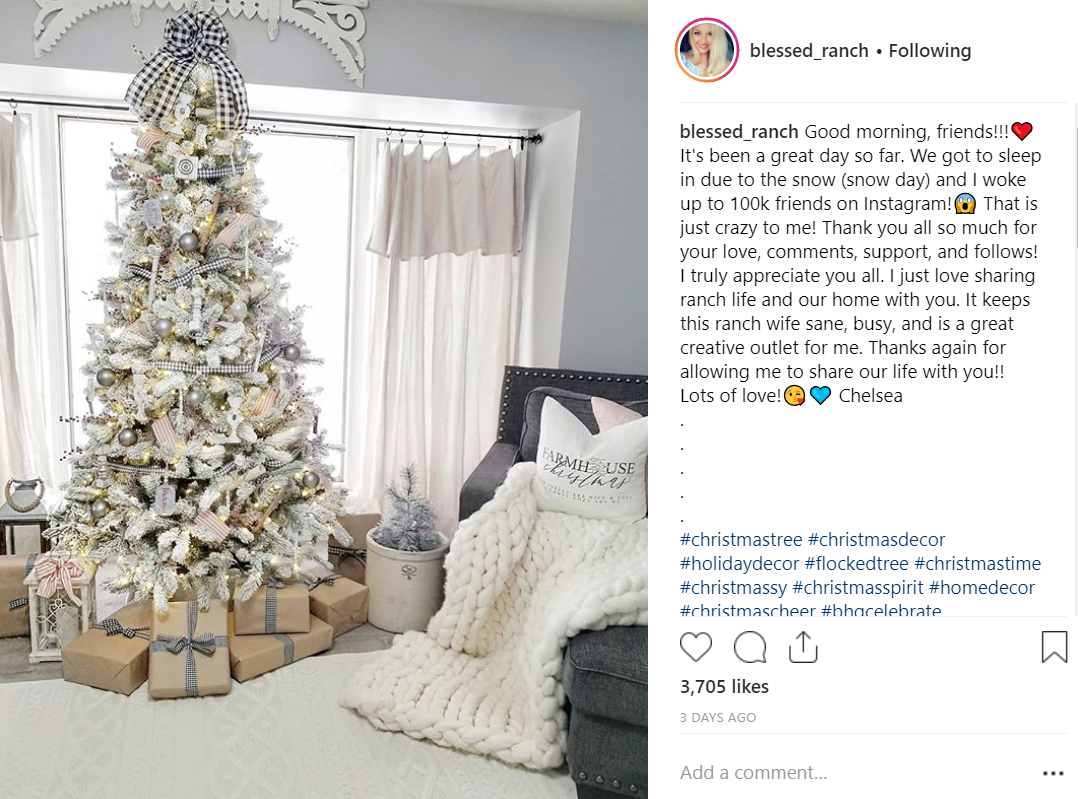 blessed_ranch • Following
blessed_ranch Good morning, friends!!!❤️
It's been a great day so far. We got to sleep
in due to the snow (snow day) and I woke
up to 100k friends on Instagram!😱 That is
just crazy to me! Thank you all so much for
your love, comments, support, and follows!
I truly appreciate you all. I just love sharing
ranch life and our home with you. It keeps
this ranch wife sane, busy, and is a great
creative outlet for me. Thanks again for
allowing me to share our life with you!!
Lots of love!😘💙 Chelsea
.
.
.
.
.
#christmastree #christmasdecor
#holidaydecor #flockedtree #christmastime
#christmassy #christmasspirit #homedecor
#christmascheer #bhgcelebrate
3,705 likes
3 DAYS AGO
Add a comment...
FARMHOUSE
christmas